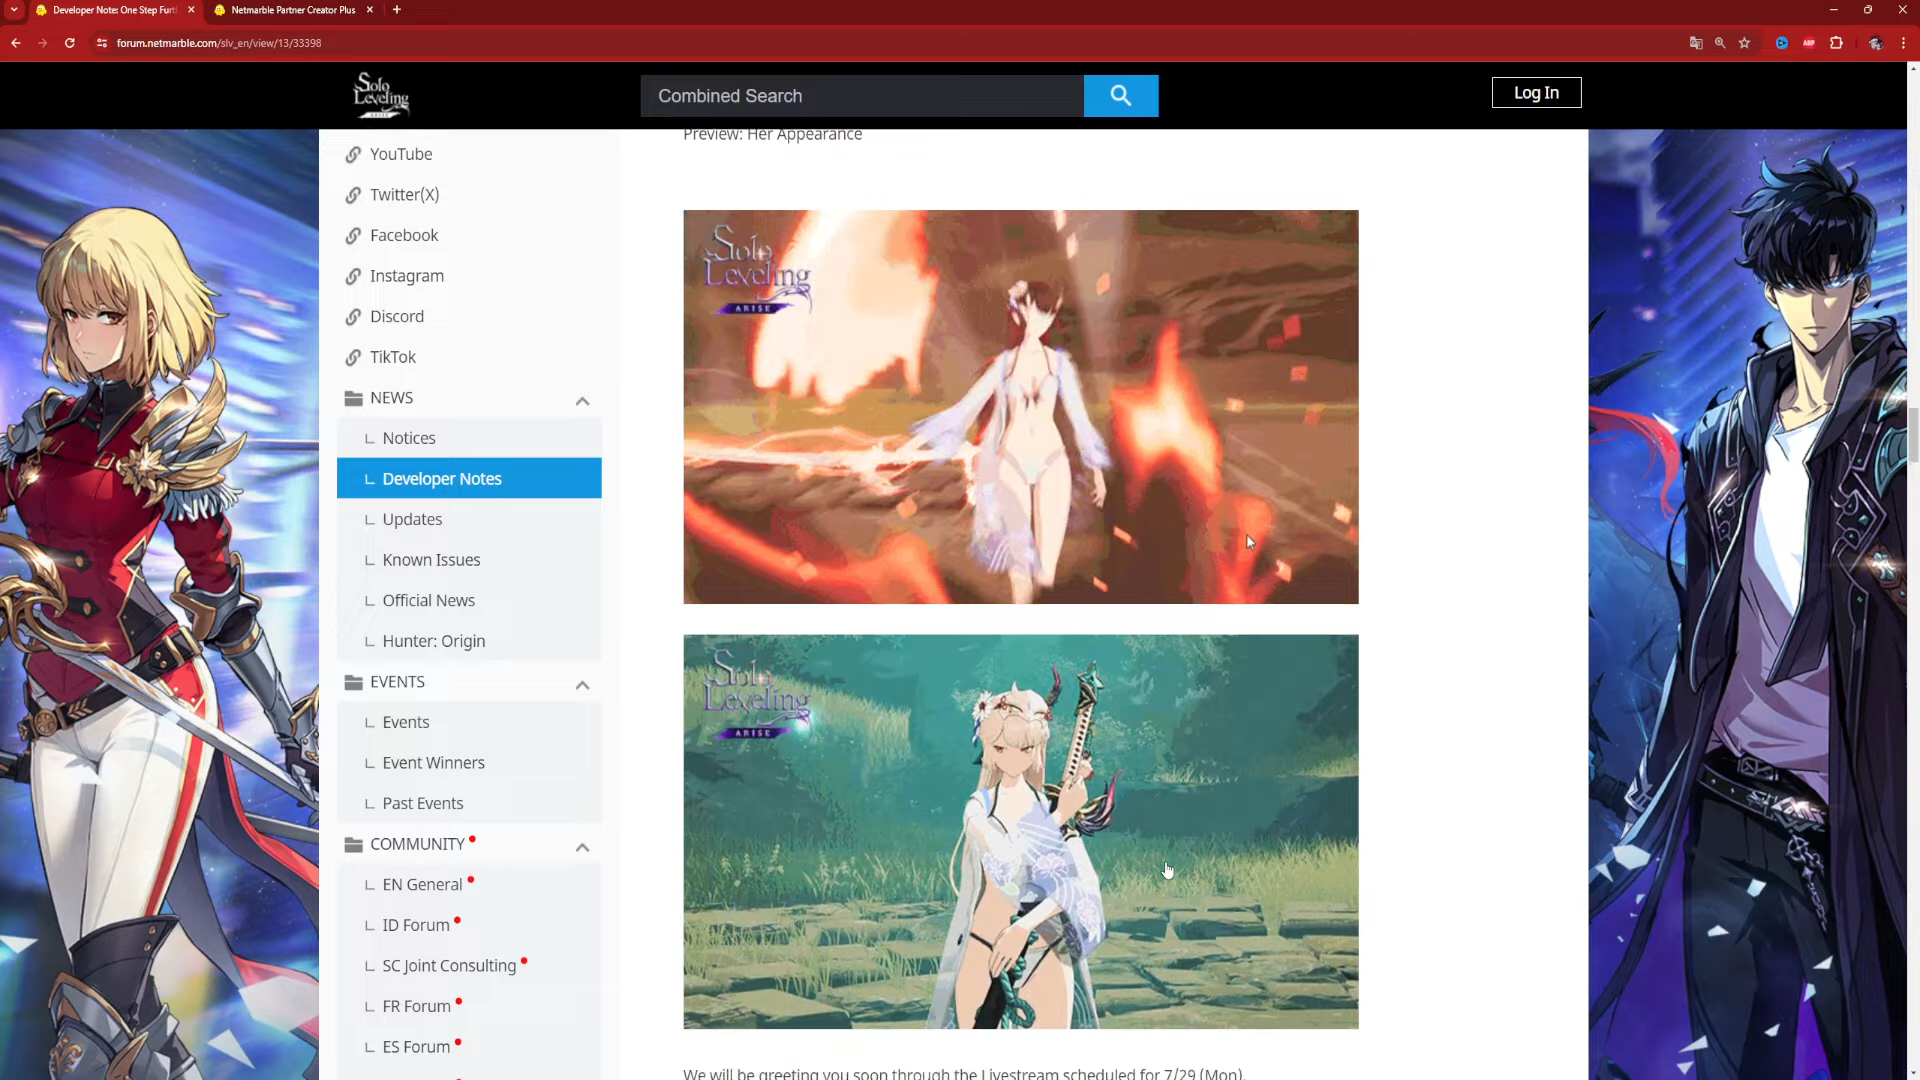 Developer Note: One Step Furt
Netmarble Partner Creator Plus
forum.netmarble.com/slv_en/view/13/33398
ABP
Solo
Leveling
ARISE
Combined Search
Log In
YouTube
Twitter(X)
Facebook
Instagram
Discord
TikTok
NEWS
Notices
Developer Notes
Updates
Known Issues
Official News
Hunter: Origin
EVENTS
Events
Event Winners
Past Events
COMMUNITY
EN General
ID Forum
SC Joint Consulting
FR Forum
ES Forum
Preview: Her Appearance
Solo
Leveling
ARISE
Solo
Leveling
ARISE
We will be greeting you soon through the Livestream scheduled for 7/29 (Mon).